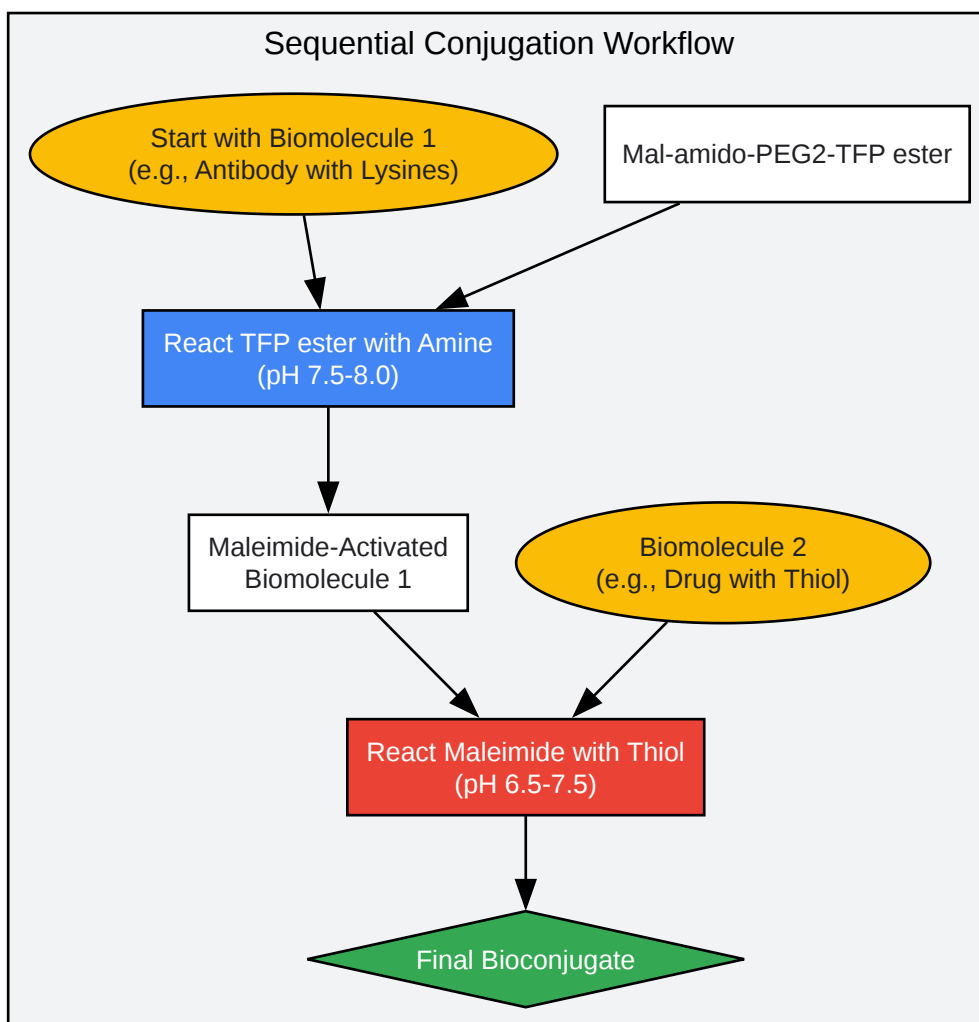 Sequential Conjugation Workflow
Start with Biomolecule 1
(e.g., Antibody with Lysines)
Mal-amido-PEG2-TFP ester
React TFP ester with Amine
(pH 7.5-8.0)
Maleimide-Activated
Biomolecule 1
Biomolecule 2
(e.g., Drug with Thiol)
React Maleimide with Thiol
(pH 6.5-7.5)
Final Bioconjugate